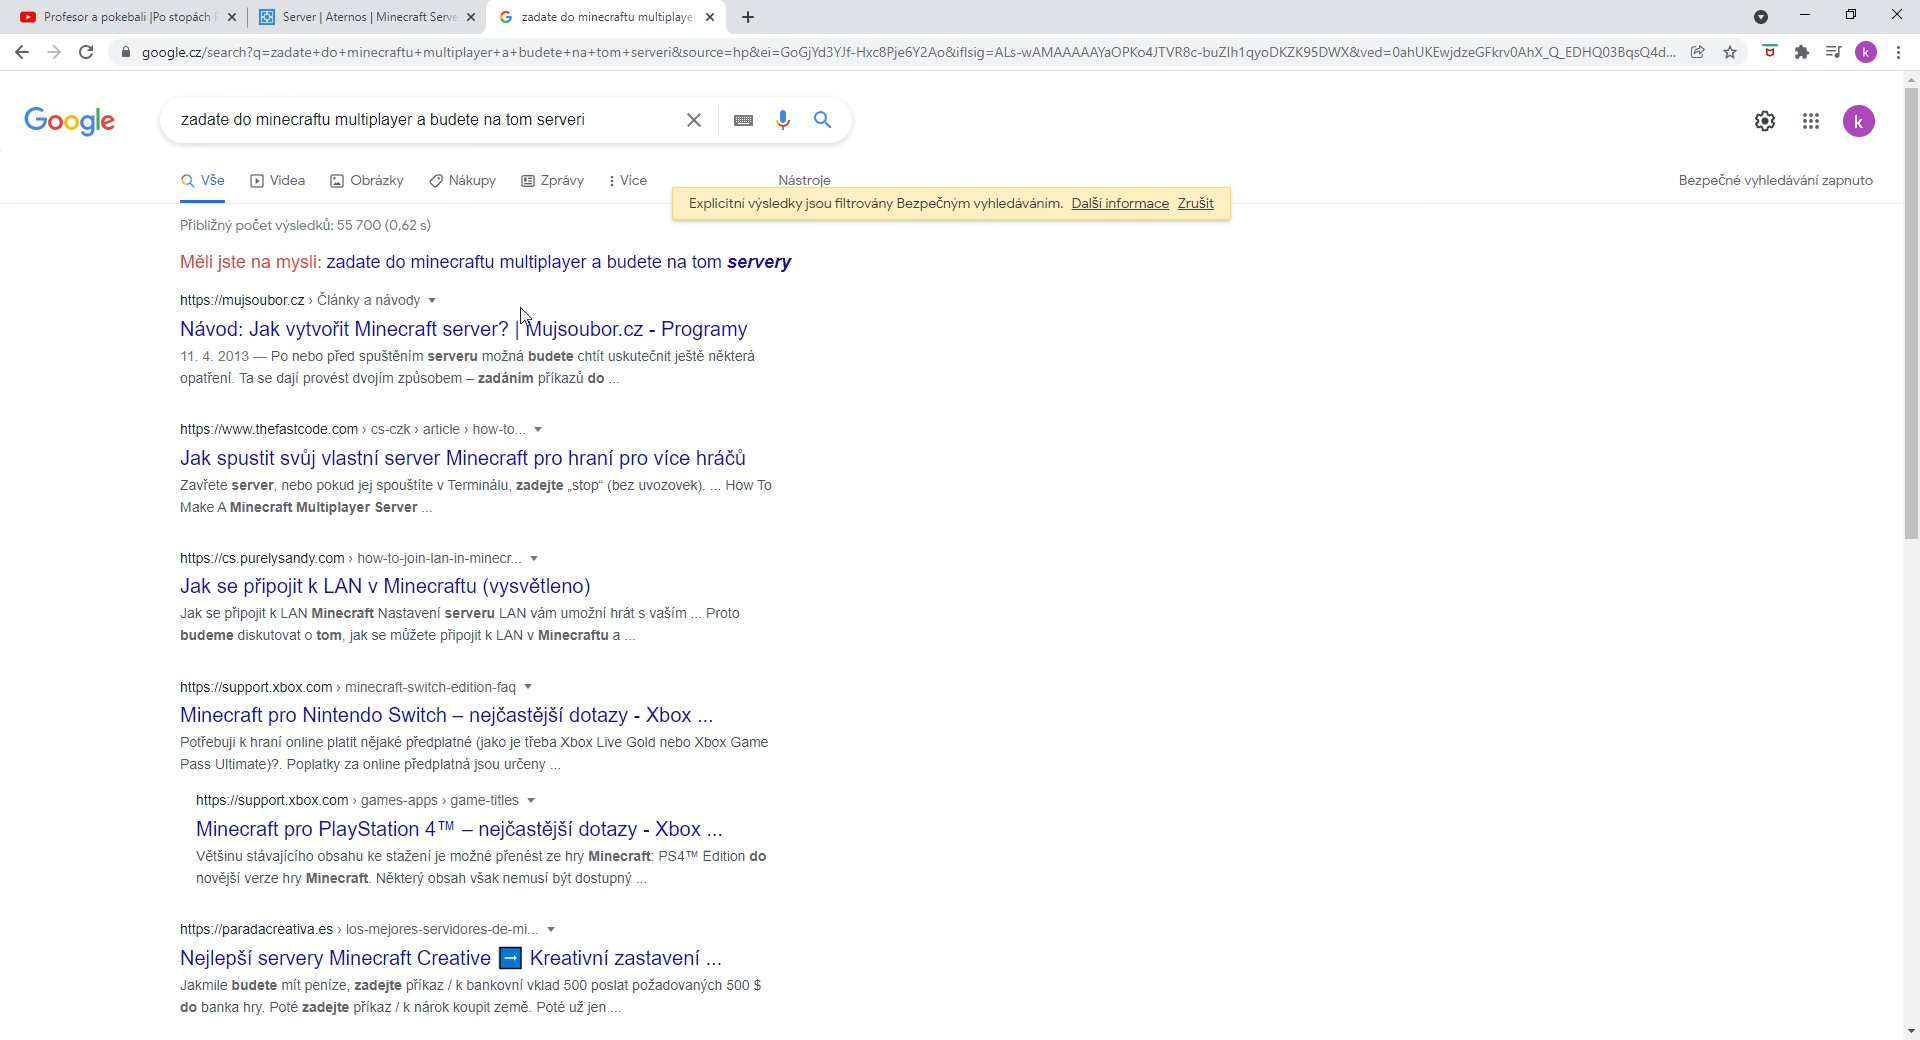 Profesor a pokebali |Po stopách
Server | Aternos | Minecraft Serve
zadate do minecraftu multiplayer
google.cz/search?q=zadate+do+minecraftu+multiplayer+a+budete+na+tom+serveri&source=hp&ei=GoGjYd3YJf-Hxc8Pje6Y2Ao&iflsig=ALs-wAMAAAAAYaOPKo4JTVR8c-buZlh1qyoDKZK95DWX&ved=0ahUKEwjdzeGFkrv0AhX_Q_EDHQ03BqsQ4d...
k
Google
zadate do minecraftu multiplayer a budete na tom serveri
k
Vše
Videa
Obrázky
Nákupy
Zprávy
Více
Nástroje
Bezpečné vyhledávání zapnuto
Explicitní výsledky jsou filtrovány Bezpečným vyhledáváním. Další informace Zrušit
Přibližný počet výsledků: 55 700 (0,62 s)
Měli jste na mysli: zadate do minecraftu multiplayer a budete na tom servery
https://mujsoubor.cz › Články a návody
Návod: Jak vytvořit Minecraft server? | Mujsoubor.cz - Programy
11. 4. 2013 — Po nebo před spuštěním serveru možná budete chtít uskutečnit ještě některá
opatření. Ta se dají provést dvojím způsobem – zadáním příkazů do ...
https://www.thefastcode.com › cs-czk › article › how-to...
Jak spustit svůj vlastní server Minecraft pro hraní pro více hráčů
Zavřete server, nebo pokud jej spouštíte v Terminálu, zadejte „stop“ (bez uvozovek). ... How To
Make A Minecraft Multiplayer Server ...
https://cs.purelysandy.com › how-to-join-lan-in-minecr...
Jak se připojit k LAN v Minecraftu (vysvětleno)
Jak se připojit k LAN Minecraft Nastavení serveru LAN vám umožní hrát s vaším ... Proto
budeme diskutovat o tom, jak se můžete připojit k LAN v Minecraftu a ...
https://support.xbox.com › minecraft-switch-edition-faq
Minecraft pro Nintendo Switch – nejčastější dotazy - Xbox ...
Potřebuji k hraní online platit nějaké předplatné (jako je třeba Xbox Live Gold nebo Xbox Game
Pass Ultimate)?. Poplatky za online předplatná jsou určeny ...
https://support.xbox.com › games-apps › game-titles
Minecraft pro PlayStation 4™ – nejčastější dotazy - Xbox ...
Většinu stávajícího obsahu ke stažení je možné přenést ze hry Minecraft: PS4™ Edition do
novější verze hry Minecraft. Některý obsah však nemusí být dostupný ...
https://paradacreativa.es › los-mejores-servidores-de-mi...
Nejlepší servery Minecraft Creative ➡ Kreativní zastavení ...
Jakmile budete mít peníze, zadejte příkaz / k bankovní vklad 500 poslat požadovaných 500 $
do banka hry. Poté zadejte příkaz / k nárok koupit země. Poté už jen ...